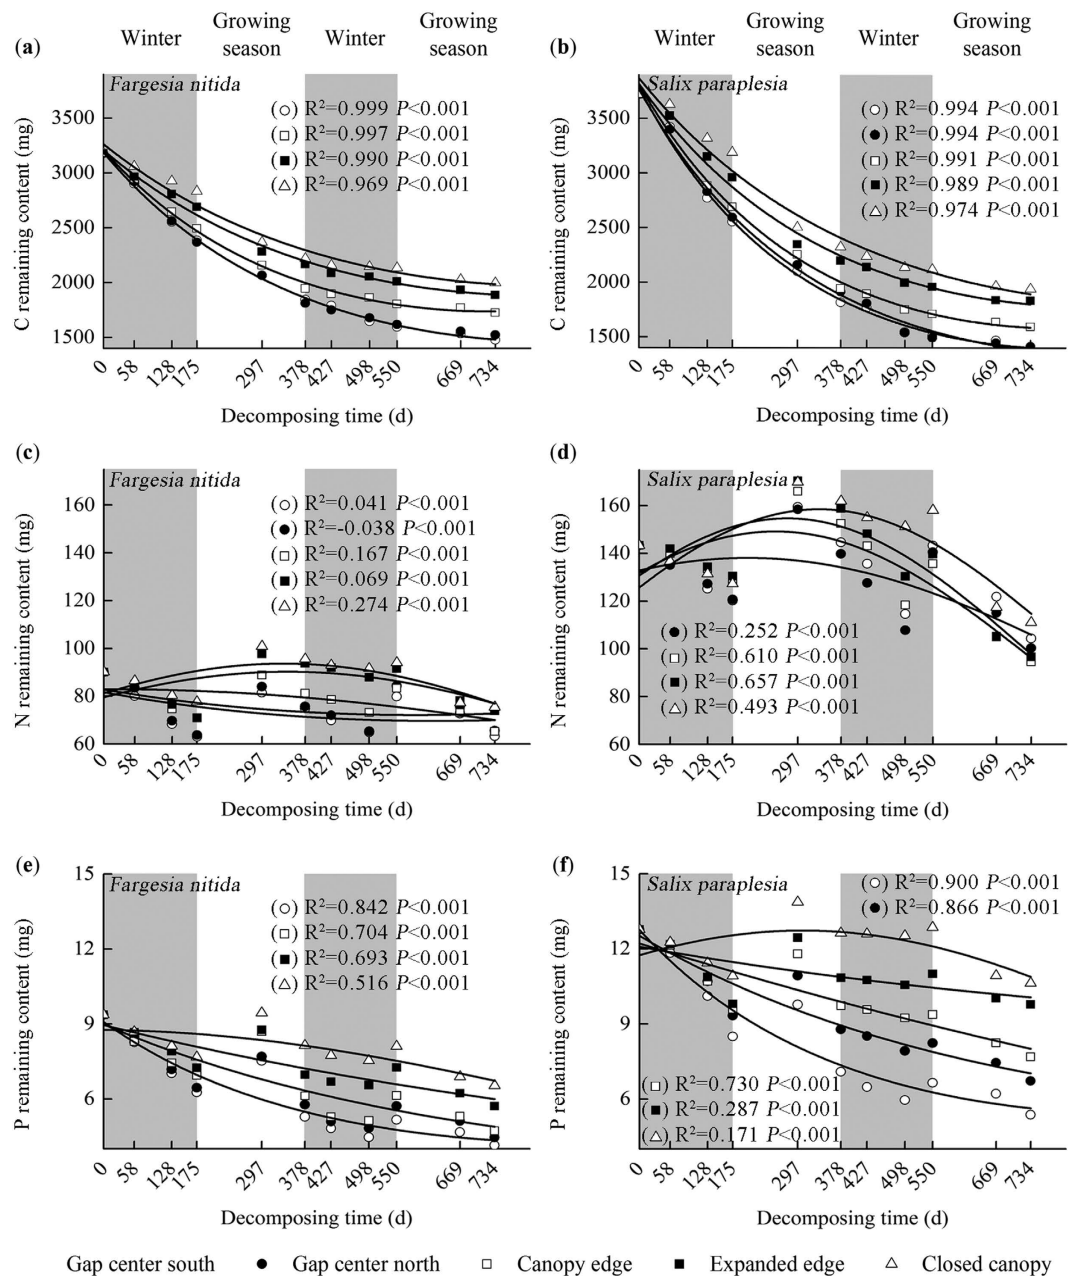 (a) Winter Growing season Winter Growing season
(b) Winter Growing season Winter Growing season
Fargesia nitida
(○) R²=0.999 P<0.001
(□) R²=0.997 P<0.001
(■) R²=0.990 P<0.001
(△) R²=0.969 P<0.001
C remaining content (mg)
3500
3000
2500
2000
1500
0 58 128 175 297 378 427 498 550 669 734
Decomposing time (d)
Salix paraplesia
(○) R²=0.994 P<0.001
(●) R²=0.994 P<0.001
(□) R²=0.991 P<0.001
(■) R²=0.989 P<0.001
(△) R²=0.974 P<0.001
C remaining content (mg)
3500
3000
2500
2000
1500
0 58 128 175 297 378 427 498 550 669 734
Decomposing time (d)
(c)
Fargesia nitida
(○) R²=0.041 P<0.001
(●) R²=-0.038 P<0.001
(□) R²=0.167 P<0.001
(■) R²=0.069 P<0.001
(△) R²=0.274 P<0.001
N remaining content (mg)
160
140
120
100
80
60
0 58 128 175 297 378 427 498 550 669 734
Decomposing time (d)
(d)
Salix paraplesia
(●) R²=0.252 P<0.001
(□) R²=0.610 P<0.001
(■) R²=0.657 P<0.001
(△) R²=0.493 P<0.001
N remaining content (mg)
160
140
120
100
80
60
0 58 128 175 297 378 427 498 550 669 734
Decomposing time (d)
(e)
Fargesia nitida
(○) R²=0.842 P<0.001
(□) R²=0.704 P<0.001
(■) R²=0.693 P<0.001
(△) R²=0.516 P<0.001
P remaining content (mg)
15
12
9
6
0 58 128 175 297 378 427 498 550 669 734
Decomposing time (d)
(f)
Salix paraplesia
(○) R²=0.900 P<0.001
(●) R²=0.866 P<0.001
(□) R²=0.730 P<0.001
(■) R²=0.287 P<0.001
(△) R²=0.171 P<0.001
P remaining content (mg)
15
12
9
6
0 58 128 175 297 378 427 498 550 669 734
Decomposing time (d)
Gap center south ● Gap center north □ Canopy edge ■ Expanded edge △ Closed canopy